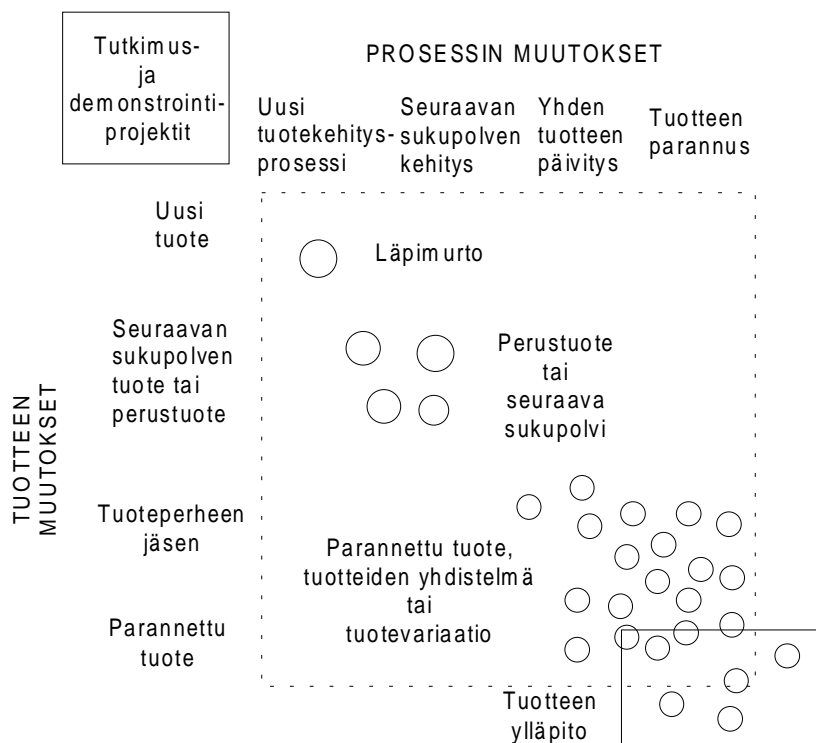 Tutkimus-
ja
demonstrointi-
projektit
PROSESSIN MUUTOKSET
Uusi
tuotekehitys-
prosessi
Seuraavan
sukupolven
kehitys
Yhden
tuotteen
päivitys
Tuotteen
parannus
TUOTTEEN
MUUTOKSET
Uusi
tuote
Läpimurto
Seuraavan
sukupolven
tuote tai
perustuote
Perustuote
tai
seuraava
sukupolvi
Tuoteperheen
jäsen
Parannettu tuote,
tuotteiden yhdistelmä
tai
tuotevariaatio
Parannettu
tuote
Tuotteen
ylläpito